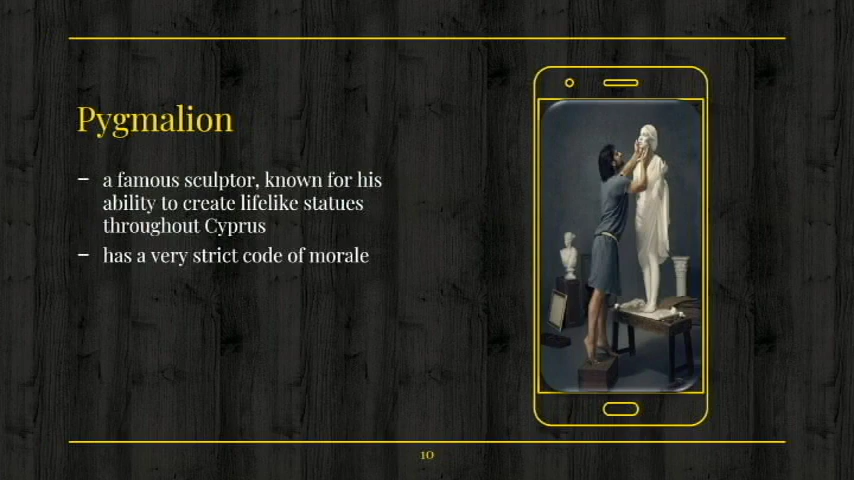 Pygmalion
– a famous sculptor, known for his
ability to create lifelike statues
throughout Cyprus
– has a very strict code of morale
10